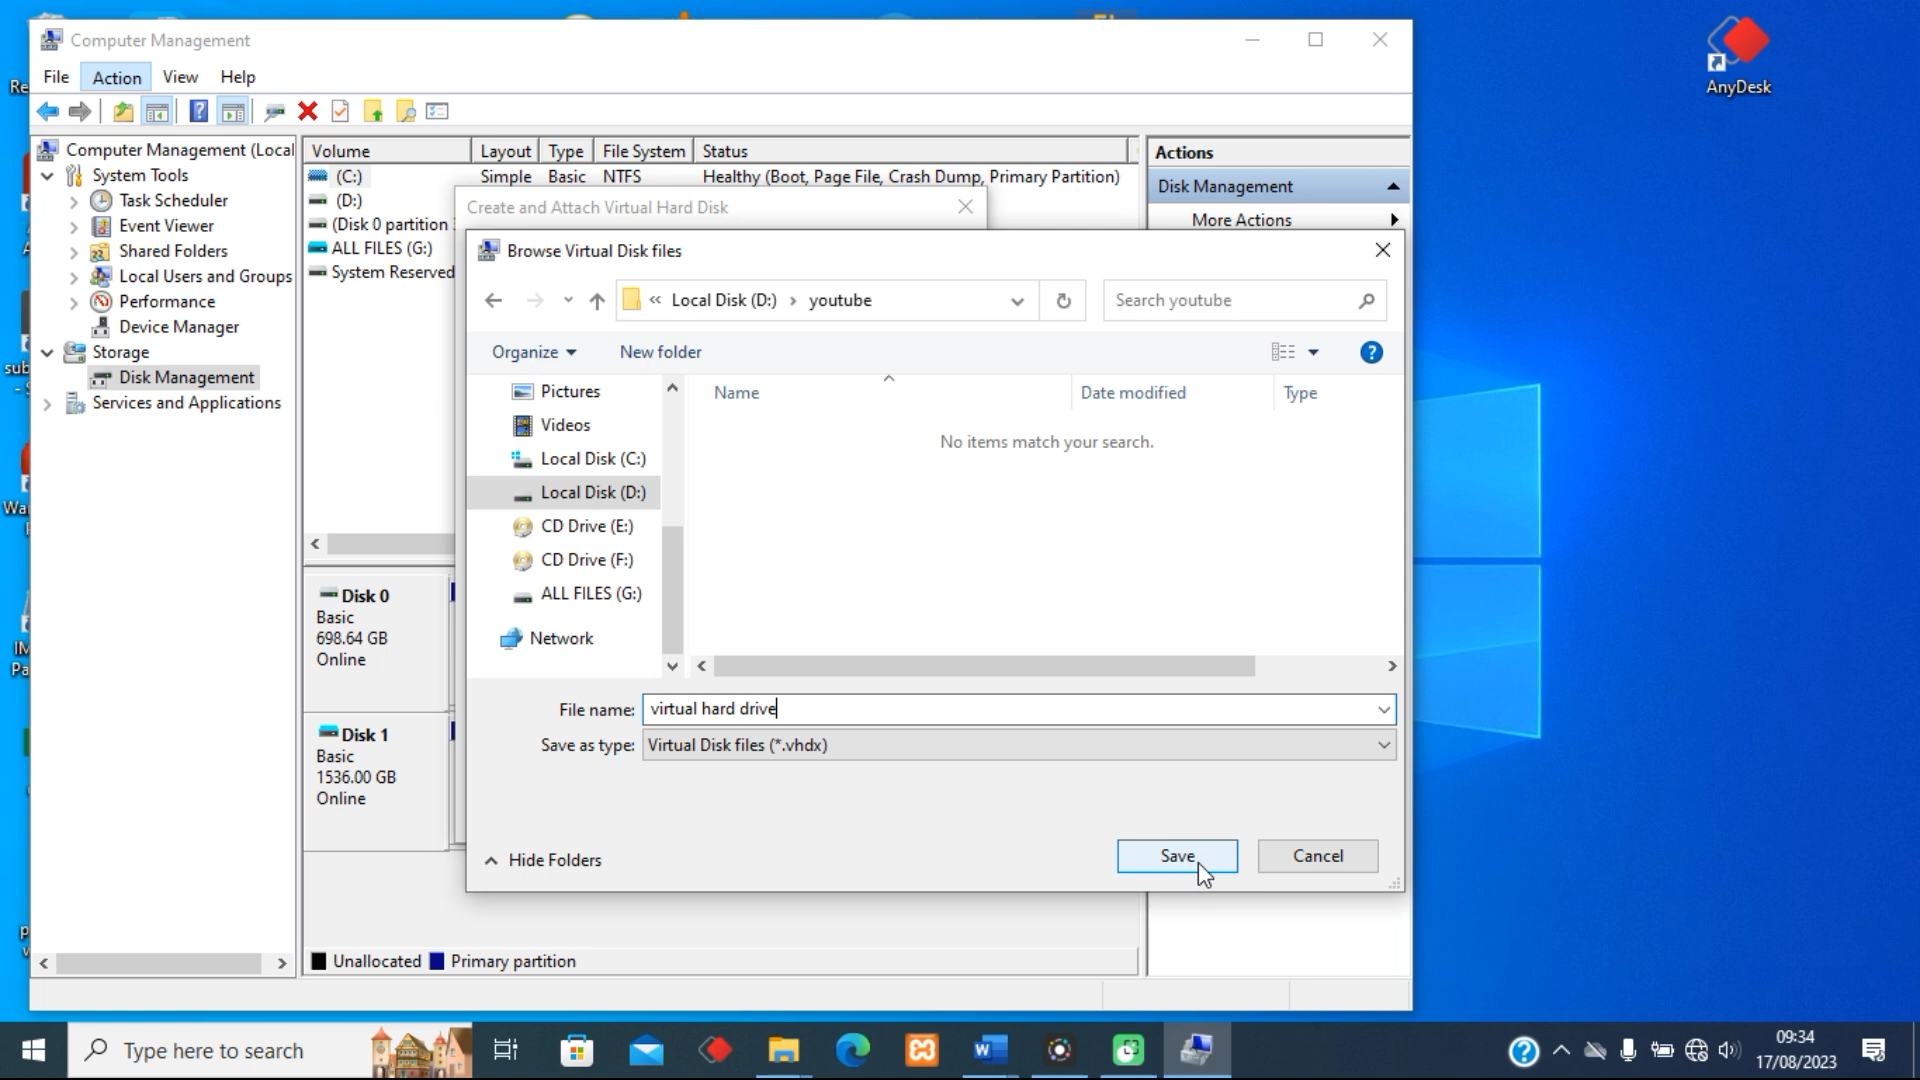 Computer Management
File Action View Help
Computer Management (Local
System Tools
Task Scheduler
Event Viewer
Shared Folders
Local Users and Groups
Performance
Device Manager
Storage
Disk Management
Services and Applications
Volume Layout Type File System Status
(C:) Simple Basic NTFS Healthy (Boot, Page File, Crash Dump, Primary Partition)
(D:)
(Disk 0 partition
ALL FILES (G:)
System Reserved
Actions
Disk Management
More Actions
Create and Attach Virtual Hard Disk
Browse Virtual Disk files
« Local Disk (D:) › youtube
Search youtube
Organize New folder
Pictures
Videos
Local Disk (C:)
Local Disk (D:)
CD Drive (E:)
CD Drive (F:)
ALL FILES (G:)
Network
Name Date modified Type
No items match your search.
File name: virtual hard drive
Save as type: Virtual Disk files (*.vhdx)
Hide Folders
Save
Cancel
Disk 0
Basic
698.64 GB
Online
Disk 1
Basic
1536.00 GB
Online
Unallocated Primary partition
AnyDesk
Type here to search
09:34
17/08/2023